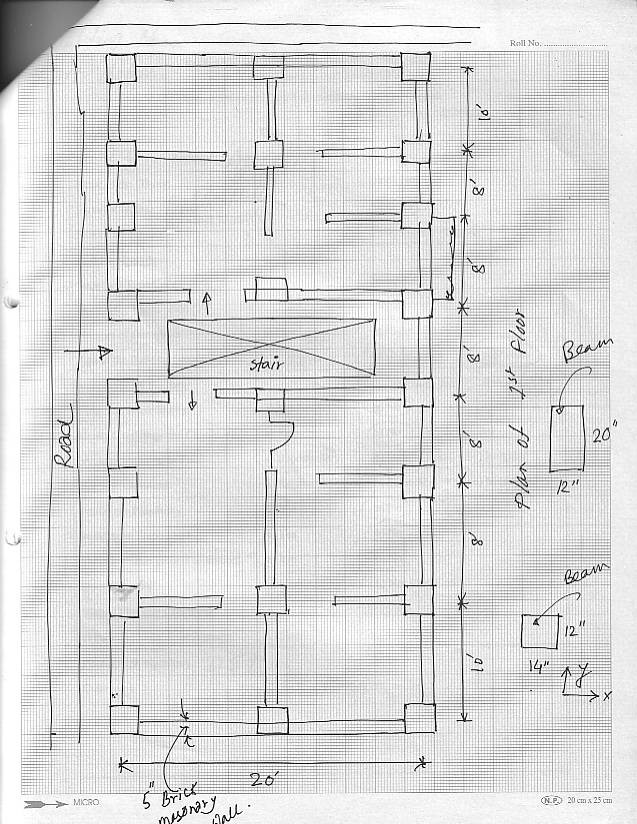 Roll No.
10'
8'
8'
Stair
8'
Plan of 1st Floor
Beam
20"
12"
Road
8'
8'
Beam
12"
14"
10'
y
x
20'
5" Brick
masonary
Wall.
MICRO
N.P. 20 cm x 25 cm